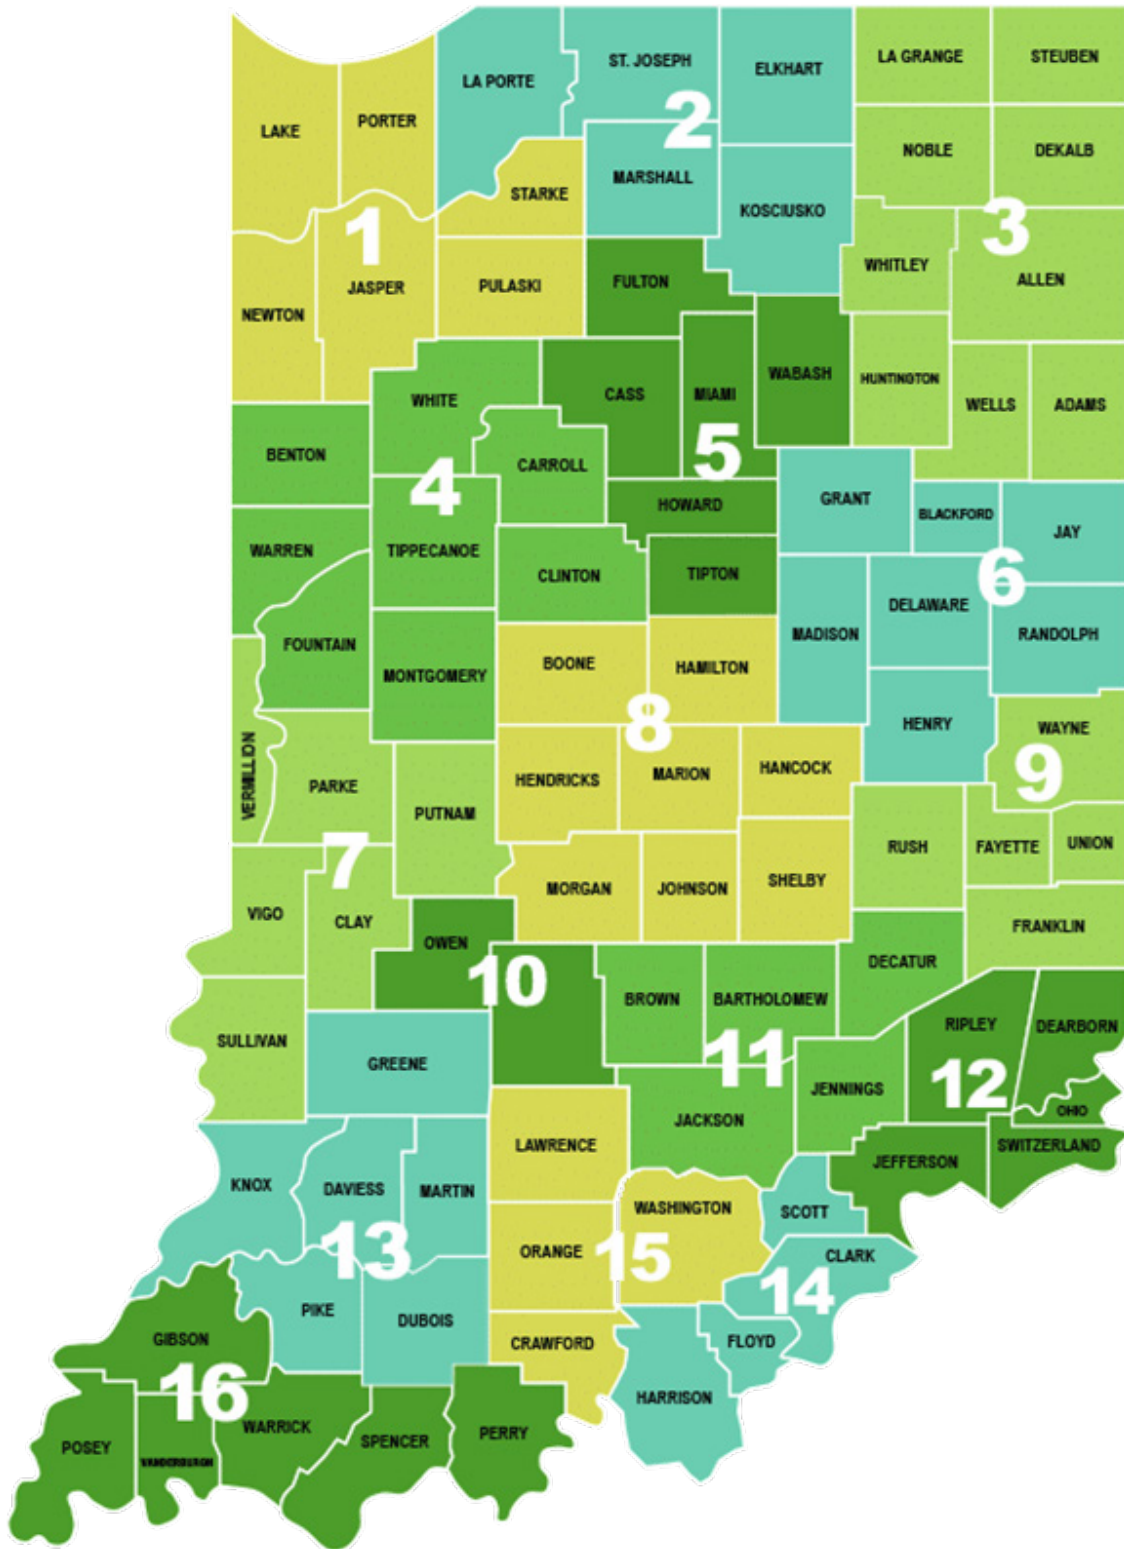 LA PORTE
ST. JOSEPH
ELKHART
LA GRANGE
STEUBEN
LAKE
PORTER
2
NOBLE
DEKALB
MARSHALL
STARKE
KOSCIUSKO
3
1
WHITLEY
ALLEN
JASPER
PULASKI
FULTON
NEWTON
WHITE
CASS
MIAMI
WABASH
HUNTINGTON
WELLS
ADAMS
BENTON
CARROLL
5
4
GRANT
HOWARD
BLACKFORD
JAY
WARREN
TIPPECANOE
CLINTON
TIPTON
6
DELAWARE
FOUNTAIN
MADISON
RANDOLPH
MONTGOMERY
BOONE
HAMILTON
8
HENRY
WAYNE
VERMILLION
PARKE
HENDRICKS
MARION
HANCOCK
9
PUTNAM
7
RUSH
FAYETTE
UNION
MORGAN
JOHNSON
SHELBY
VIGO
CLAY
OWEN
FRANKLIN
10
BROWN
BARTHOLOMEW
DECATUR
SULLIVAN
RIPLEY
DEARBORN
GREENE
11
12
JENNINGS
OHIO
JACKSON
LAWRENCE
SWITZERLAND
JEFFERSON
KNOX
DAVIESS
MARTIN
WASHINGTON
SCOTT
13
ORANGE
15
CLARK
14
PIKE
DUBOIS
GIBSON
CRAWFORD
FLOYD
16
HARRISON
WARRICK
POSEY
SPENCER
PERRY
VANDERBURGH